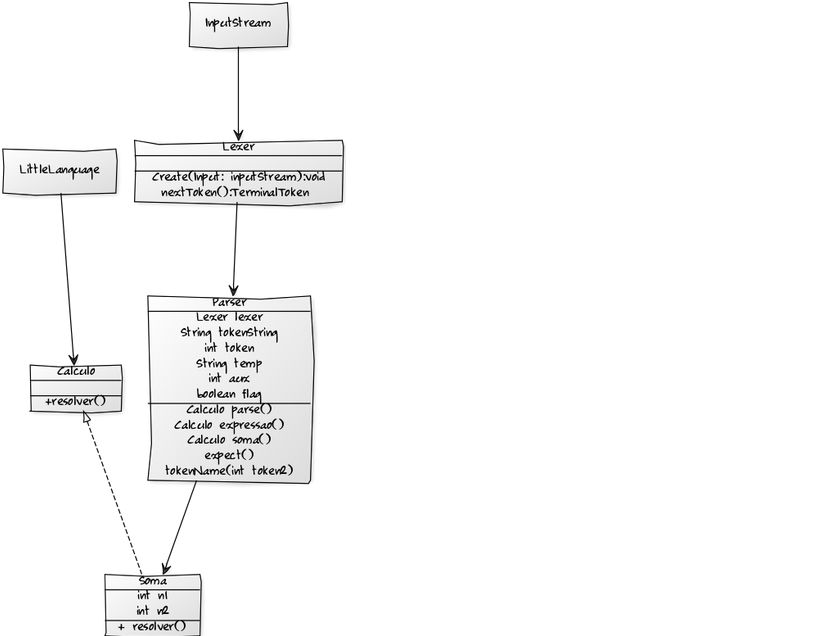 InputStream
Lexer
Create(Input: inputStream):void
nextToken():TerminalToken
LittleLanguage
Parser
Lexer lexer
String tokenString
int token
String temp
int aux
boolean flag
Calculo parse()
Calculo expressao()
Calculo soma()
expect()
tokenName(int token2)
Calculo
+resolver()
Soma
int n1
int n2
+ resolver()